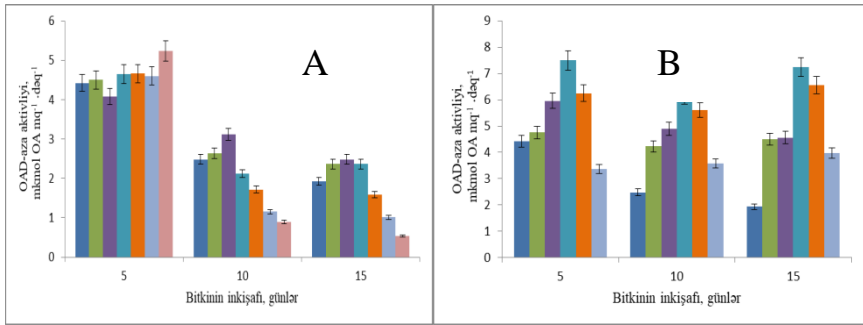 A
OAD-aza aktivliyi,
mkmol OA mq⁻¹ ·dəq⁻¹
6
5
4
3
2
1
0
5 10 15
Bitkinin inkişafı, günlər
B
OAD-aza aktivliyi,
mkmol OA mq⁻¹ ·dəq⁻¹
9
8
7
6
5
4
3
2
1
0
5 10 15
Bitkinin inkişafı, günlər